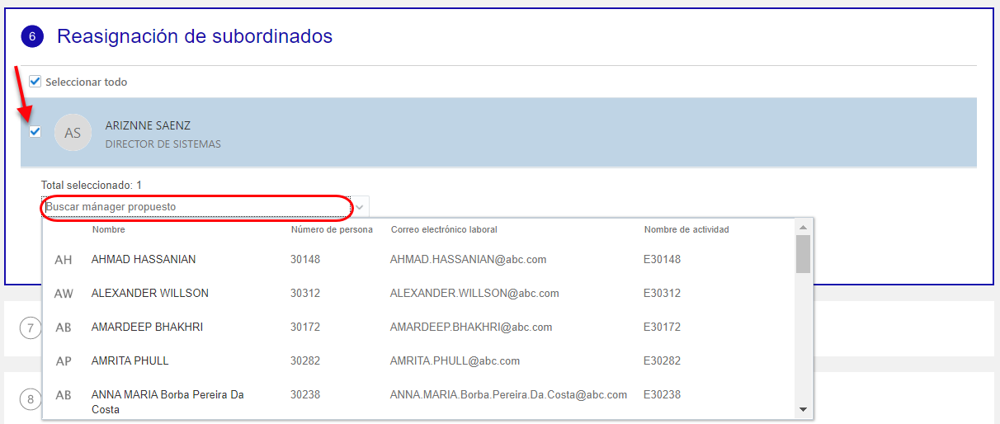 6 Reasignación de subordinados
Seleccionar todo
AS ARIZNNE SAENZ
DIRECTOR DE SISTEMAS
Total seleccionado: 1
Buscar mánager propuesto
Nombre Número de persona Correo electrónico laboral Nombre de actividad
AH AHMAD HASSANIAN 30148 AHMAD.HASSANIAN@abc.com E30148
AW ALEXANDER WILLSON 30312 ALEXANDER.WILLSON@abc.com E30312
AB AMARDEEP BHAKHRI 30172 AMARDEEP.BHAKHRI@abc.com E30172
7
AP AMRITA PHULL 30282 AMRITA.PHULL@abc.com E30282
AB ANNA MARIA Borba Pereira Da 30238 ANNA.MARIA.Borba.Pereira.Da.Costa@abc.com E30238
8
Costa